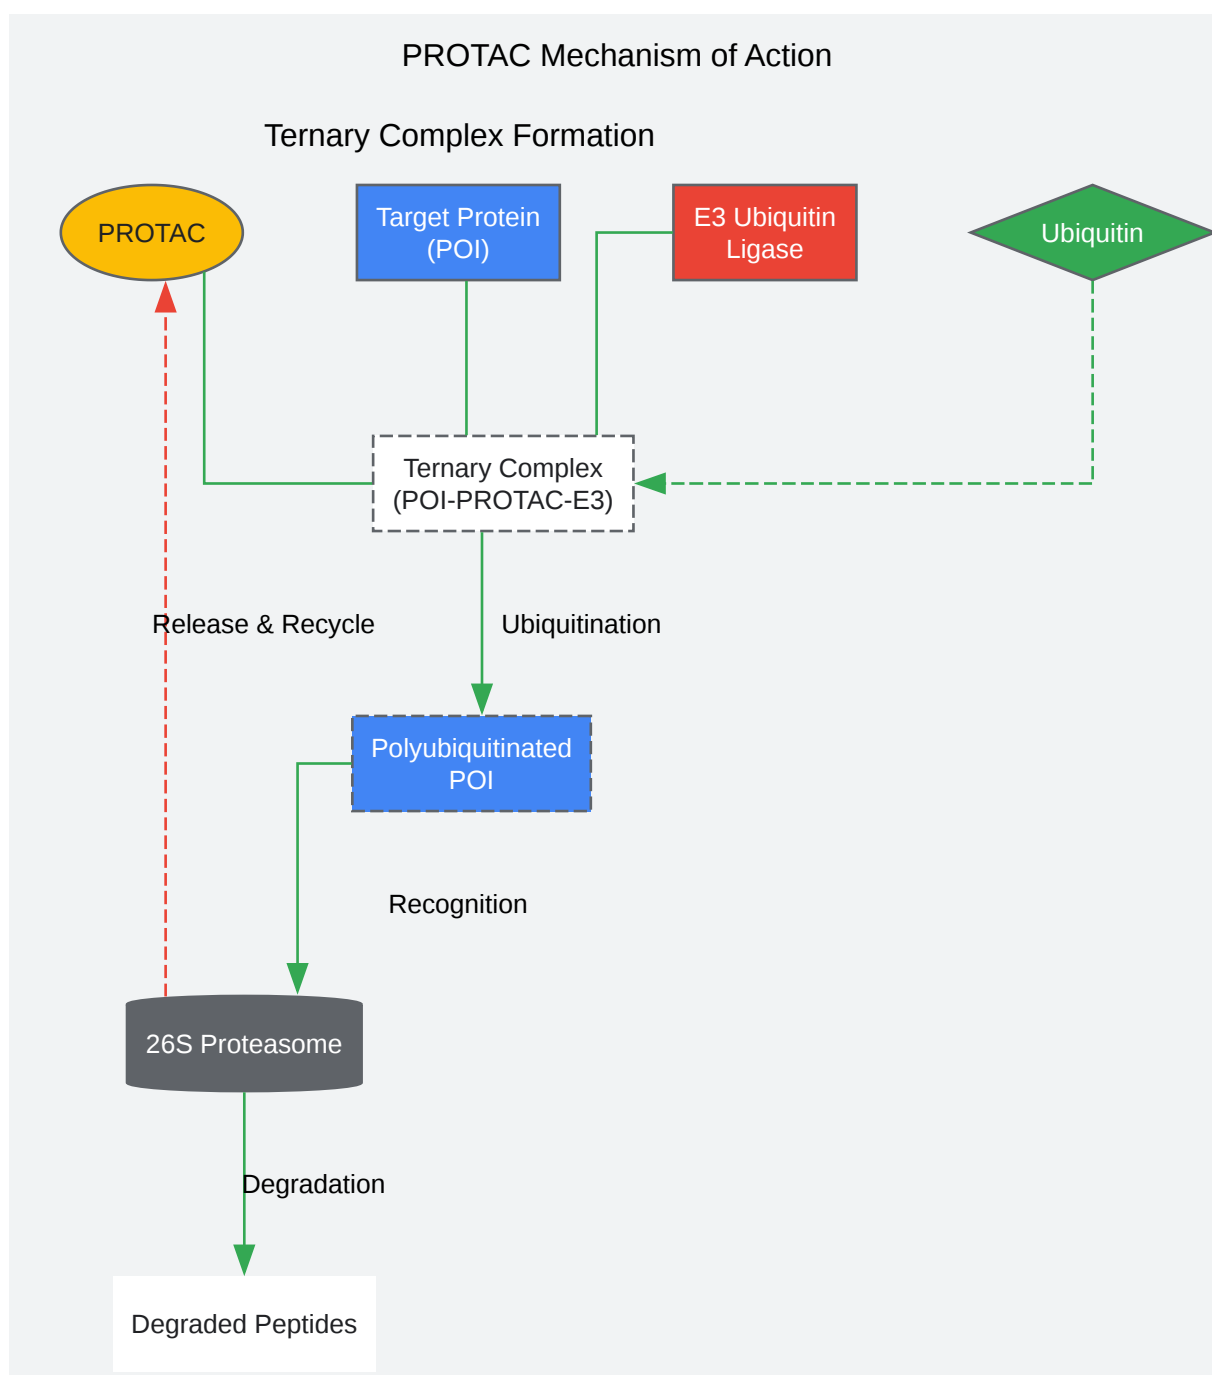 PROTAC Mechanism of Action
Ternary Complex Formation
PROTAC
Target Protein
(POI)
E3 Ubiquitin
Ligase
Ubiquitin
Ternary Complex
(POI-PROTAC-E3)
Release & Recycle
Ubiquitination
Polyubiquitinated
POI
Recognition
26S Proteasome
Degradation
Degraded Peptides